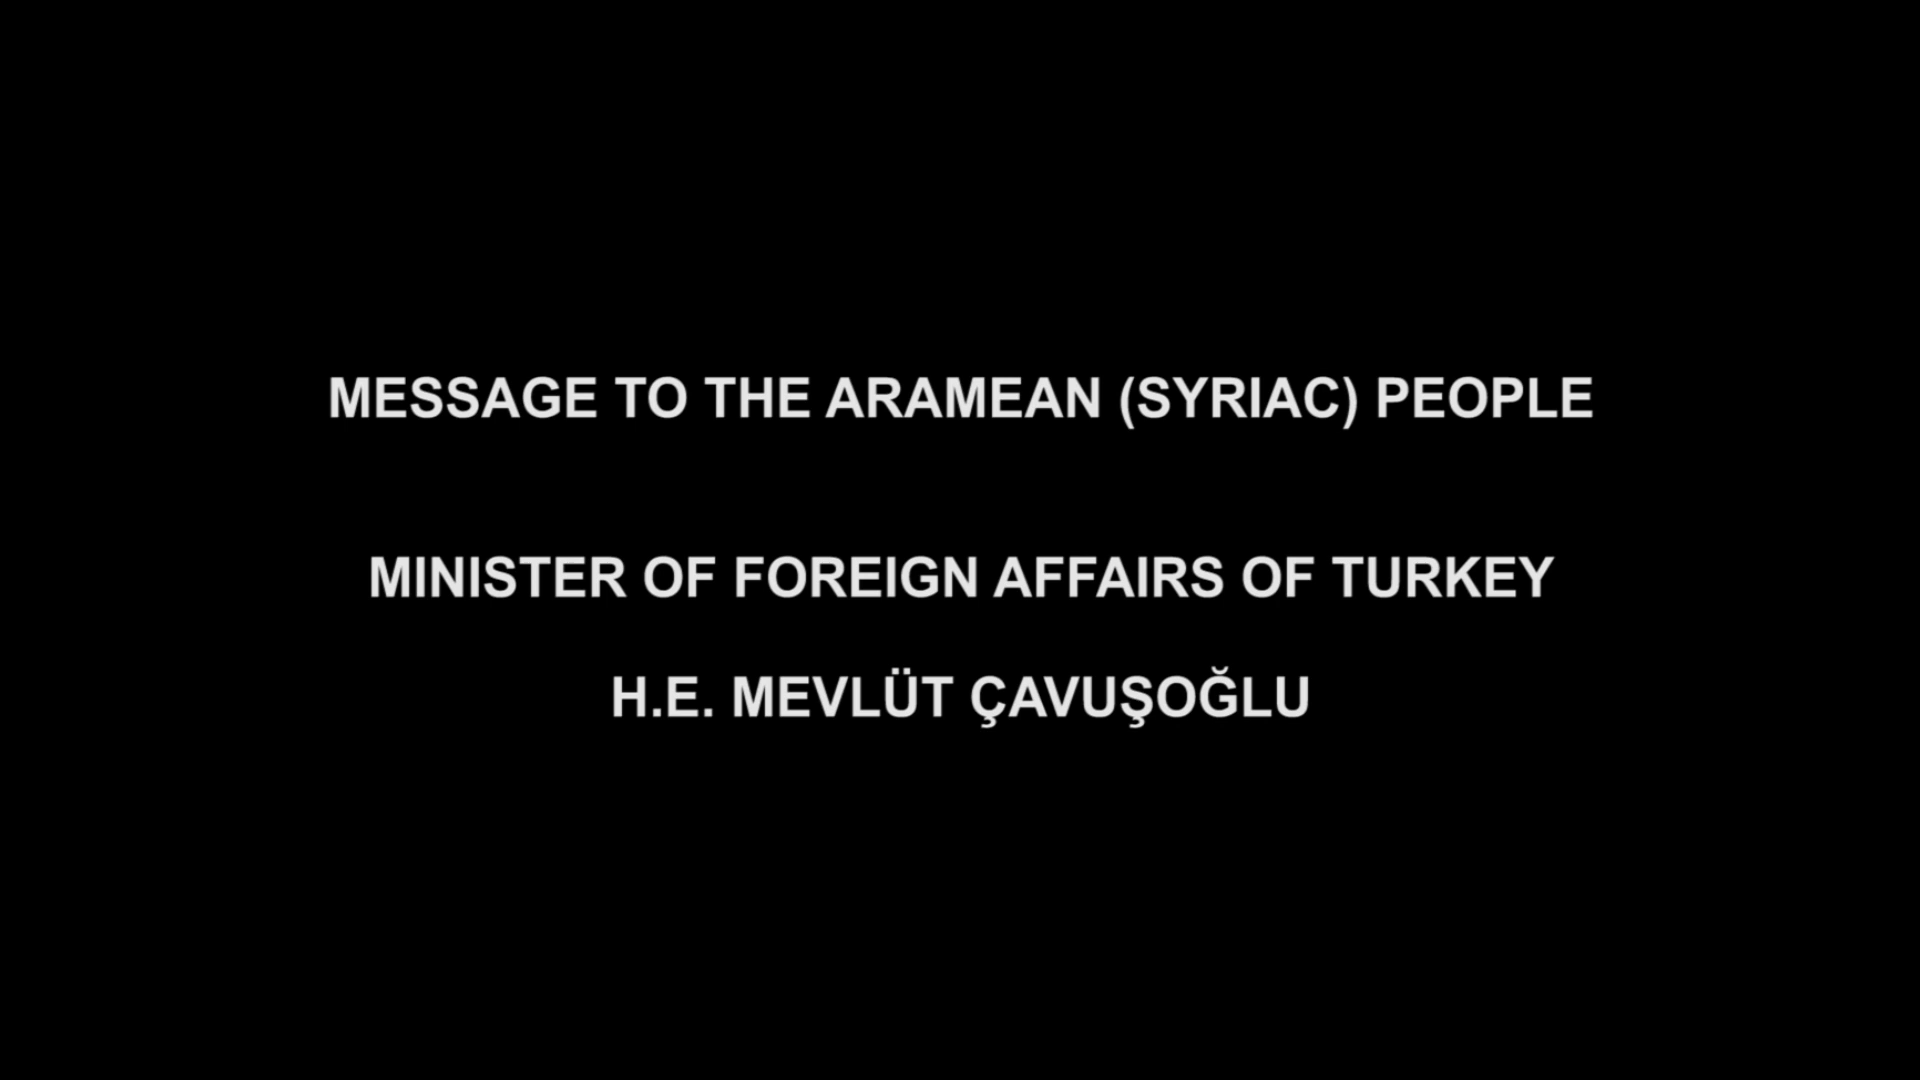 MESSAGE TO THE ARAMEAN (SYRIAC) PEOPLE
MINISTER OF FOREIGN AFFAIRS OF TURKEY
H.E. MEVLÜT ÇAVUŞOĞLU